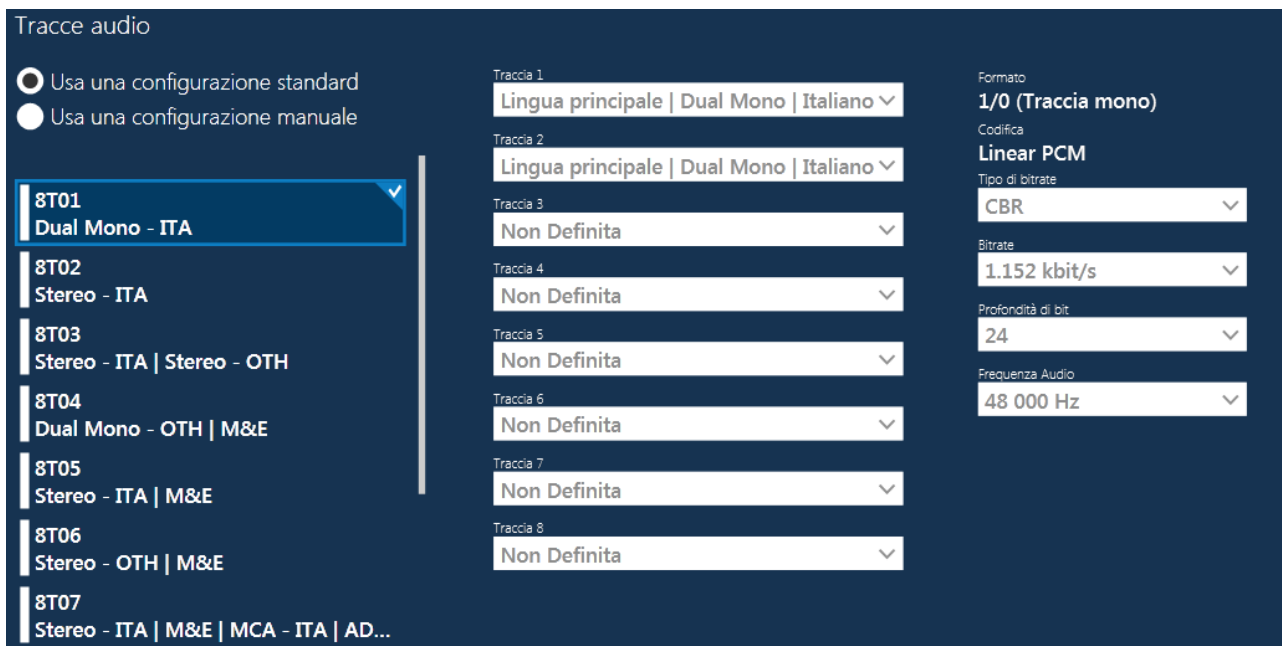 Tracce audio
Usa una configurazione standard
Usa una configurazione manuale
8T01
Dual Mono - ITA
8T02
Stereo - ITA
8T03
Stereo - ITA | Stereo - OTH
8T04
Dual Mono - OTH | M&E
8T05
Stereo - ITA | M&E
8T06
Stereo - OTH | M&E
8T07
Stereo - ITA | M&E | MCA - ITA | AD...
Traccia 1
Lingua principale | Dual Mono | Italiano
Traccia 2
Lingua principale | Dual Mono | Italiano
Traccia 3
Non Definita
Traccia 4
Non Definita
Traccia 5
Non Definita
Traccia 6
Non Definita
Traccia 7
Non Definita
Traccia 8
Non Definita
Formato
1/0 (Traccia mono)
Codifica
Linear PCM
Tipo di bitrate
CBR
Bitrate
1.152 kbit/s
Profondità di bit
24
Frequenza Audio
48 000 Hz